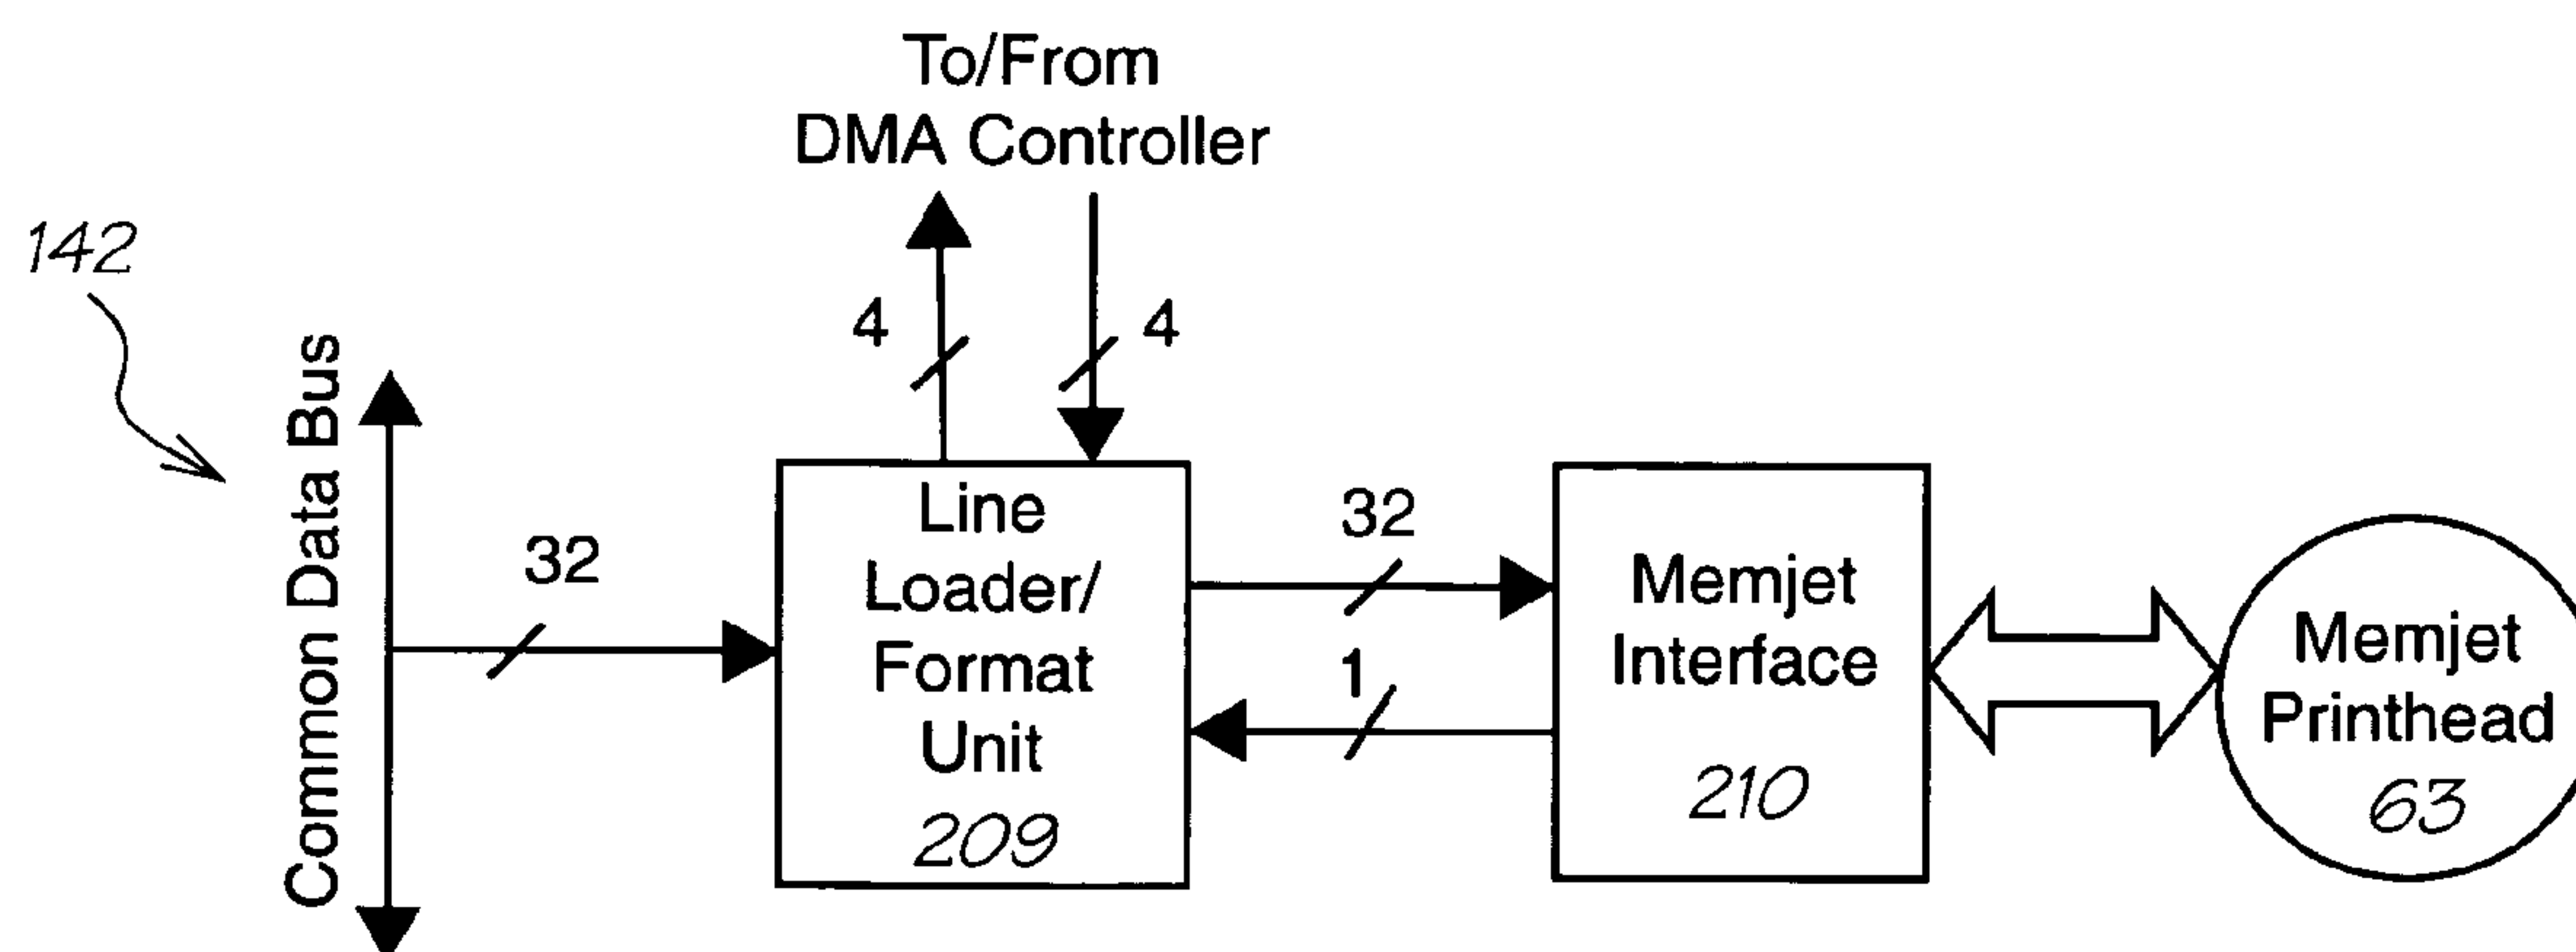 To/From
DMA Controller
142
4
4
Common Data Bus
32
Line
Loader/
Format
Unit
209
32
1
Memjet
Interface
210
Memjet
Printhead
63